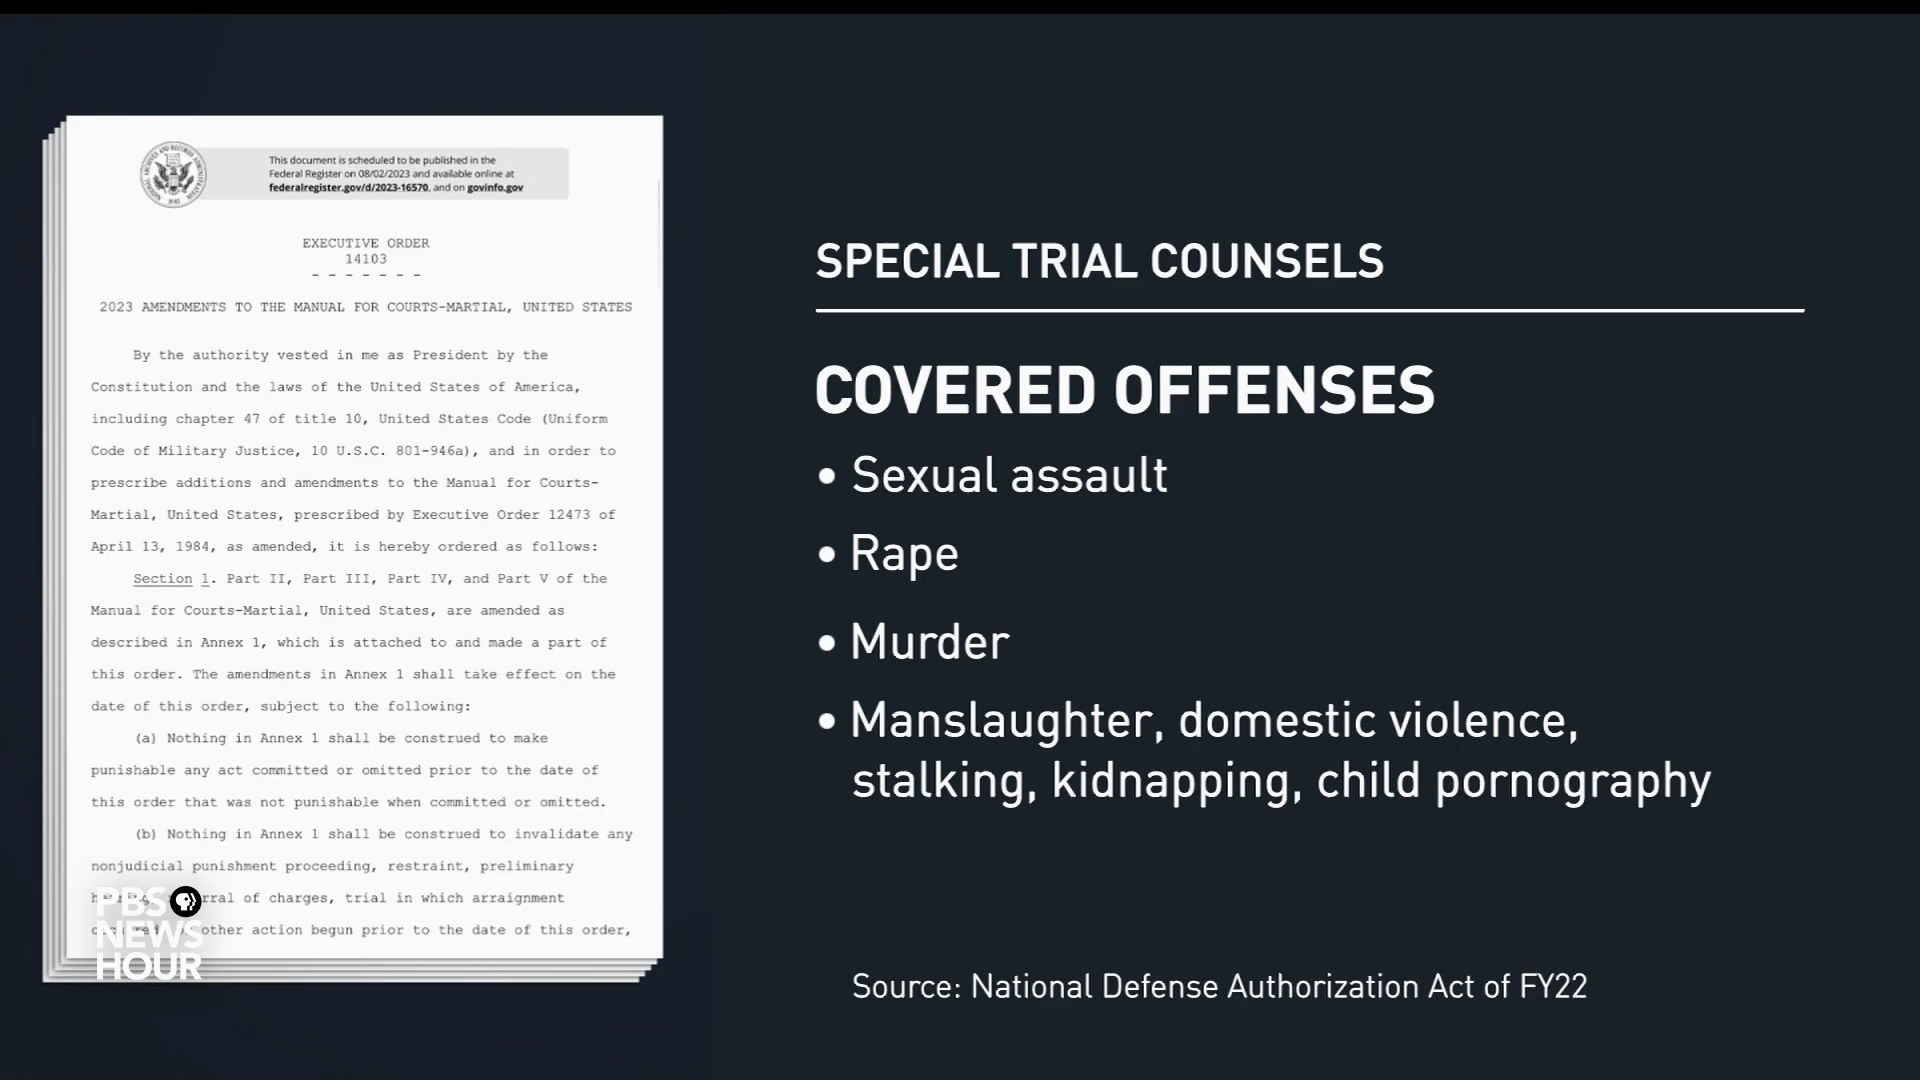 This document is scheduled to be published in the
Federal Register on 08/02/2023 and available online at
federalregister.gov/d/2023-16570, and on govinfo.gov
EXECUTIVE ORDER
14103
- - - - - - -
2023 AMENDMENTS TO THE MANUAL FOR COURTS-MARTIAL, UNITED STATES
By the authority vested in me as President by the
Constitution and the laws of the United States of America,
including chapter 47 of title 10, United States Code (Uniform
Code of Military Justice, 10 U.S.C. 801-946a), and in order to
prescribe additions and amendments to the Manual for Courts-
Martial, United States, prescribed by Executive Order 12473 of
April 13, 1984, as amended, it is hereby ordered as follows:
Section 1. Part II, Part III, Part IV, and Part V of the
Manual for Courts-Martial, United States, are amended as
described in Annex 1, which is attached to and made a part of
this order. The amendments in Annex 1 shall take effect on the
date of this order, subject to the following:
(a) Nothing in Annex 1 shall be construed to make
punishable any act committed or omitted prior to the date of
this order that was not punishable when committed or omitted.
(b) Nothing in Annex 1 shall be construed to invalidate any
nonjudicial punishment proceeding, restraint, preliminary
of charges, trial in which arraignment
other action begun prior to the date of this order,
PBS
NEWS
HOUR
SPECIAL TRIAL COUNSELS
COVERED OFFENSES
• Sexual assault
• Rape
• Murder
• Manslaughter, domestic violence,
stalking, kidnapping, child pornography
Source: National Defense Authorization Act of FY22